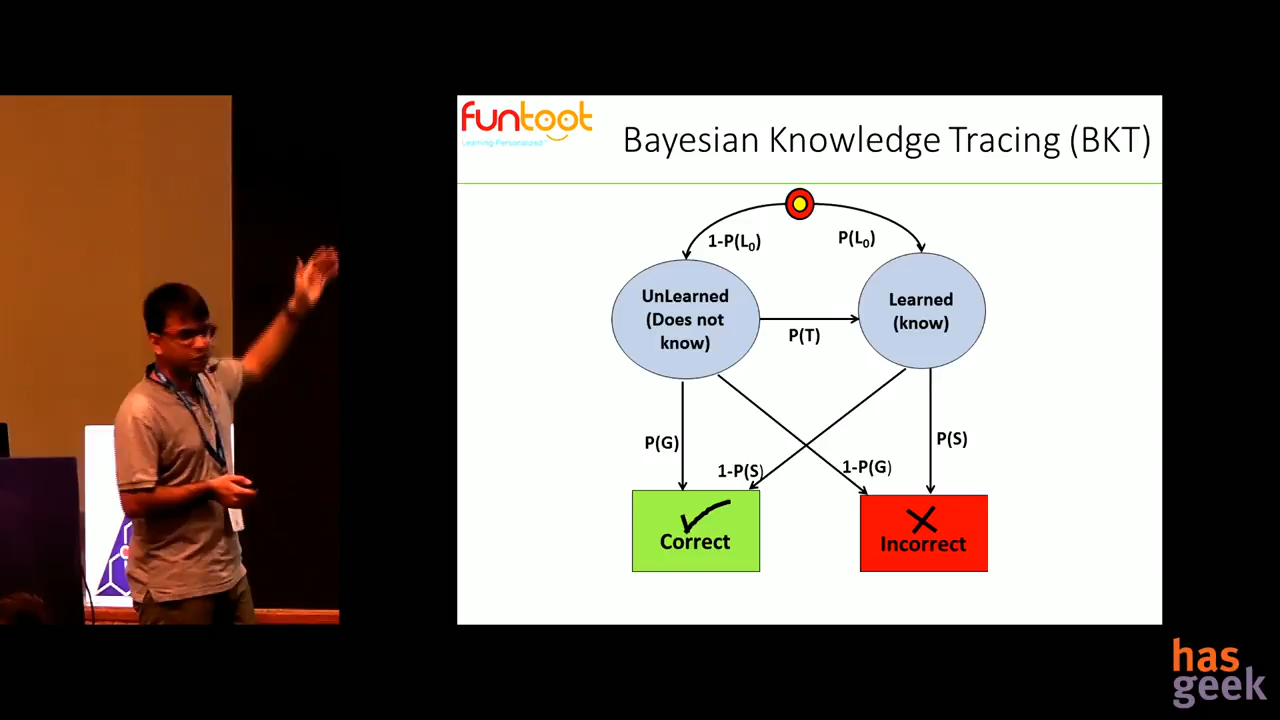 funtoot
Learning Personalized
Bayesian Knowledge Tracing (BKT)
1-P(L₀)
P(L₀)
UnLearned
(Does not
know)
Learned
(know)
P(T)
P(G)
P(S)
1-P(S)
1-P(G)
Correct
Incorrect
has
geek